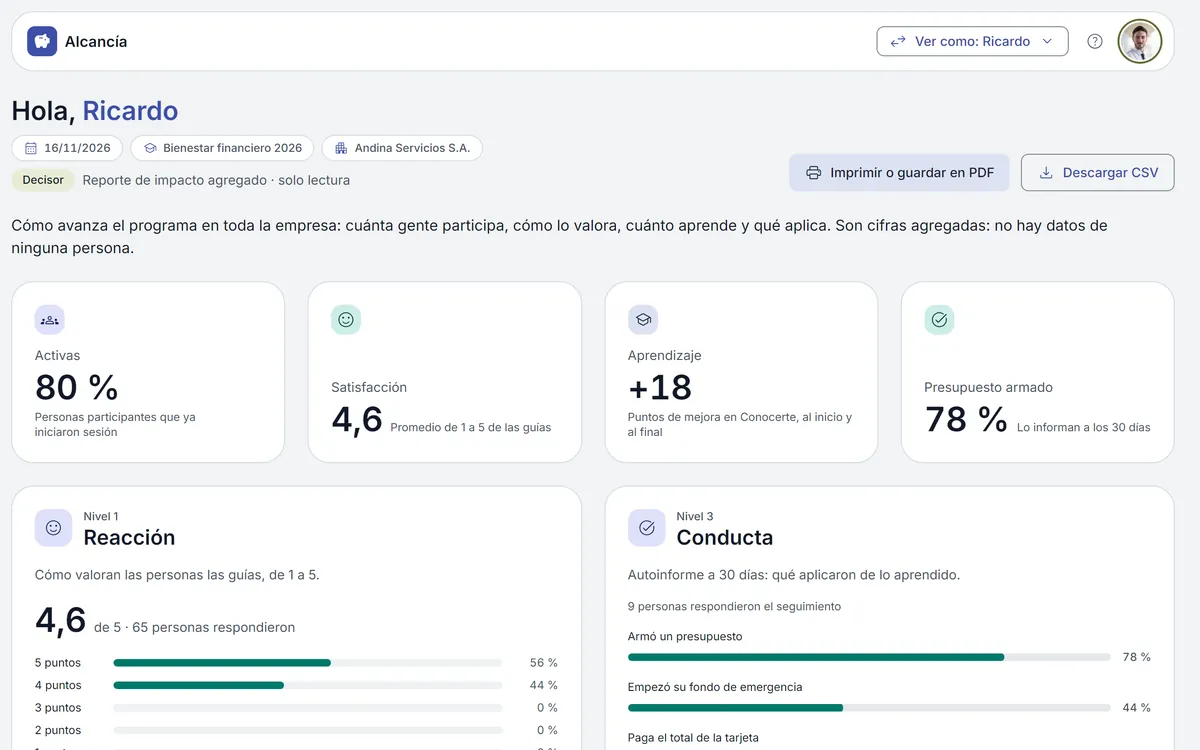 Alcancía
Ver como: Ricardo
Hola, Ricardo
16/11/2026
Bienestar financiero 2026
Andina Servicios S.A.
Decisor
Reporte de impacto agregado · solo lectura
Imprimir o guardar en PDF
Descargar CSV
Cómo avanza el programa en toda la empresa: cuánta gente participa, cómo lo valora, cuánto aprende y qué aplica. Son cifras agregadas: no hay datos de
ninguna persona.
Activas
80 %
Personas participantes que ya
iniciaron sesión
Satisfacción
4,6 Promedio de 1 a 5 de las guías
Aprendizaje
+18
Puntos de mejora en Conocerte, al inicio y
al final
Presupuesto armado
78 % Lo informan a los 30 días
Nivel 1
Reacción
Cómo valoran las personas las guías, de 1 a 5.
4,6 de 5 · 65 personas respondieron
5 puntos 56 %
4 puntos 44 %
3 puntos 0 %
2 puntos 0 %
Nivel 3
Conducta
Autoinforme a 30 días: qué aplicaron de lo aprendido.
9 personas respondieron el seguimiento
Armó un presupuesto
78 %
Empezó su fondo de emergencia
44 %
Paga el total de la tarjeta